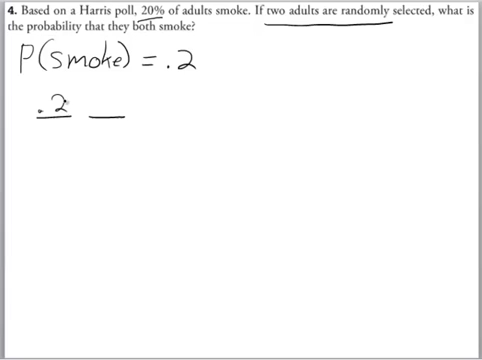 4. Based on a Harris poll, 20% of adults smoke. If two adults are randomly selected, what is
the probability that they both smoke?
P(smoke) = .2
.2